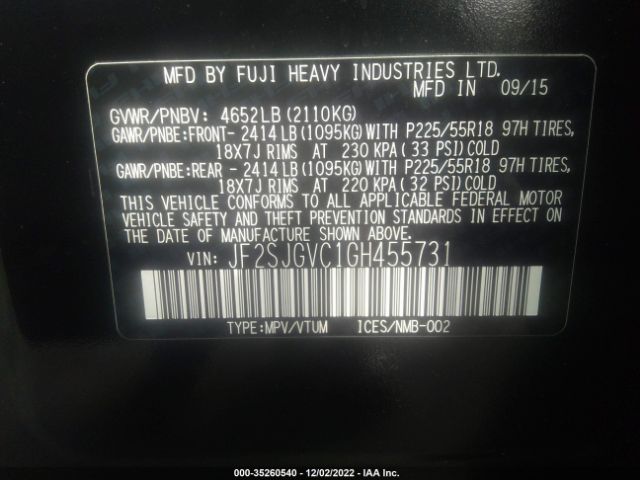 MFD BY FUJI HEAVY INDUSTRIES LTD.
MFD IN 09/15
GVWR/PNBV: 4652LB(2110KG)
GAWR/PNBE:FRONT- 2414LB(1095KG)WITH P225/55R18 97H TIRES,
18X7J RIMS AT 230 KPA(33 PSI)COLD
GAWR/PNBE:REAR - 2414LB(1095KG)WITH P225/55R18 97H TIRES,
18X7J RIMS AT 220 KPA(32 PSI)COLD
THIS VEHICLE CONFORMS TO ALL APPLICABLE FEDERAL MOTOR
VEHICLE SAFETY AND THEFT PREVENTION STANDARDS IN EFFECT ON
THE DATE OF MANUFACTURE SHOWN ABOVE.
VIN: JF2SJGVC1GH455731
TYPE:MPV/VTUM ICES/NMB-002
000-35260540 - 12/02/2022 - IAA Inc.